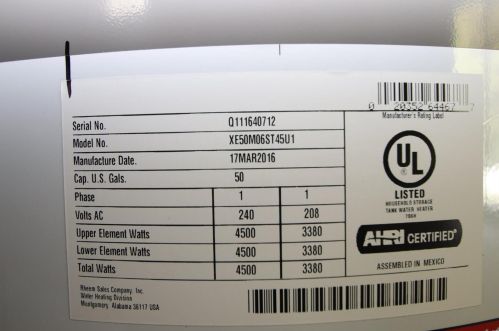 Serial No. Q111640712
Model No. XE50M06ST45U1
Manufacture Date. 17MAR2016
Cap. U.S. Gals. 50
Phase 1 1
Volts AC 240 208
Upper Element Watts 4500 3380
Lower Element Watts 4500 3380
Total Watts 4500 3380
Rheem Sales Company, Inc.
Water Heating Division
Montgomery, Alabama 36117 USA
0 20352 64467 7
Manufacturer's Rating Label
UL
LISTED
HOUSEHOLD STORAGE
TANK WATER HEATER
AHRI CERTIFIED
ASSEMBLED IN MEXICO